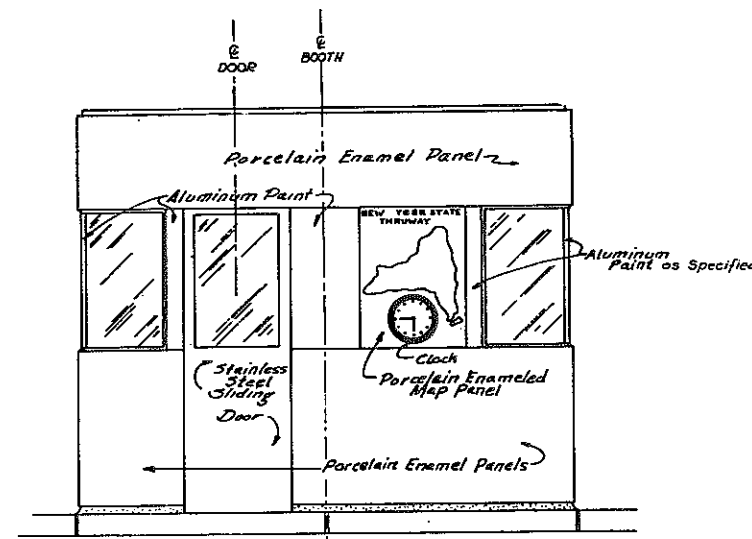 ℄
DOOR
℄
BOOTH
Porcelain Enamel Panel
Aluminum Paint
NEW YORK STATE
THRUWAY
Aluminum
Paint as Specified
Clock
Stainless
Steel
Sliding
Door
Porcelain Enameled
Map Panel
Porcelain Enamel Panels